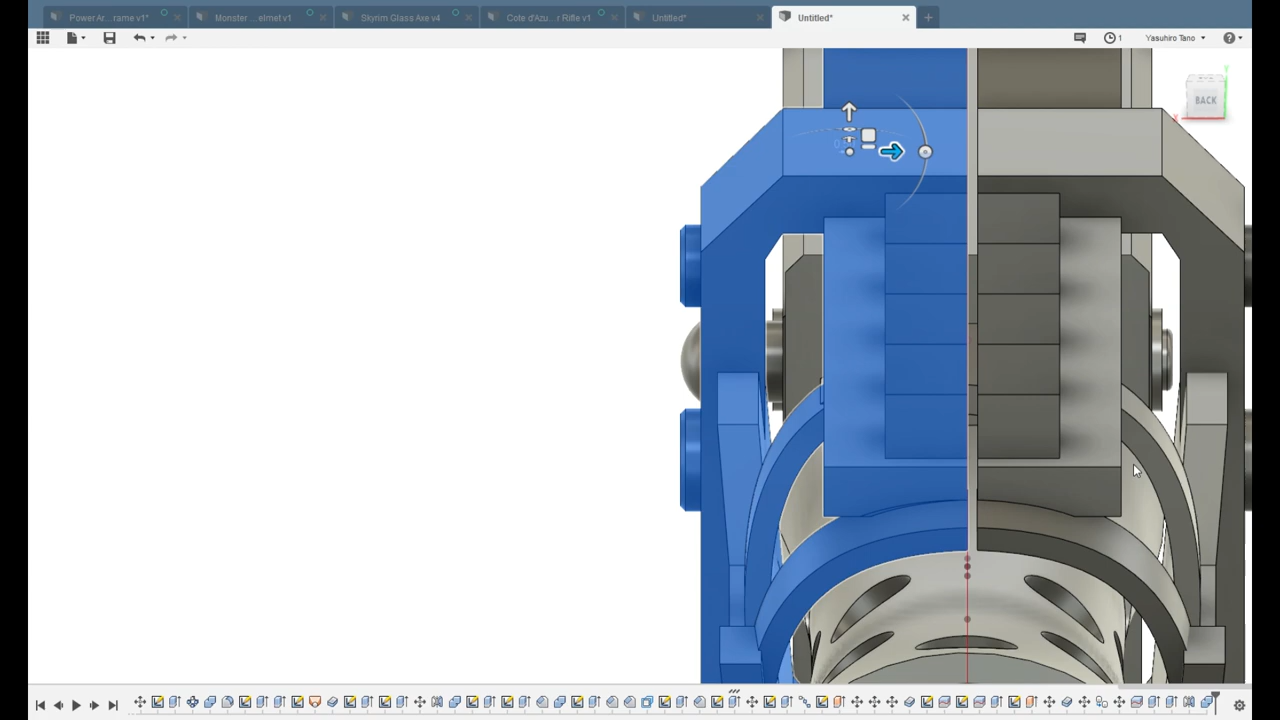 Power Ar...rame v1*
Monster ...elmet v1
Skyrim Glass Axe v4
Cote d'Azu...r Rifle v1
Untitled*
Untitled*
1
Yasuhiro Tano
BACK